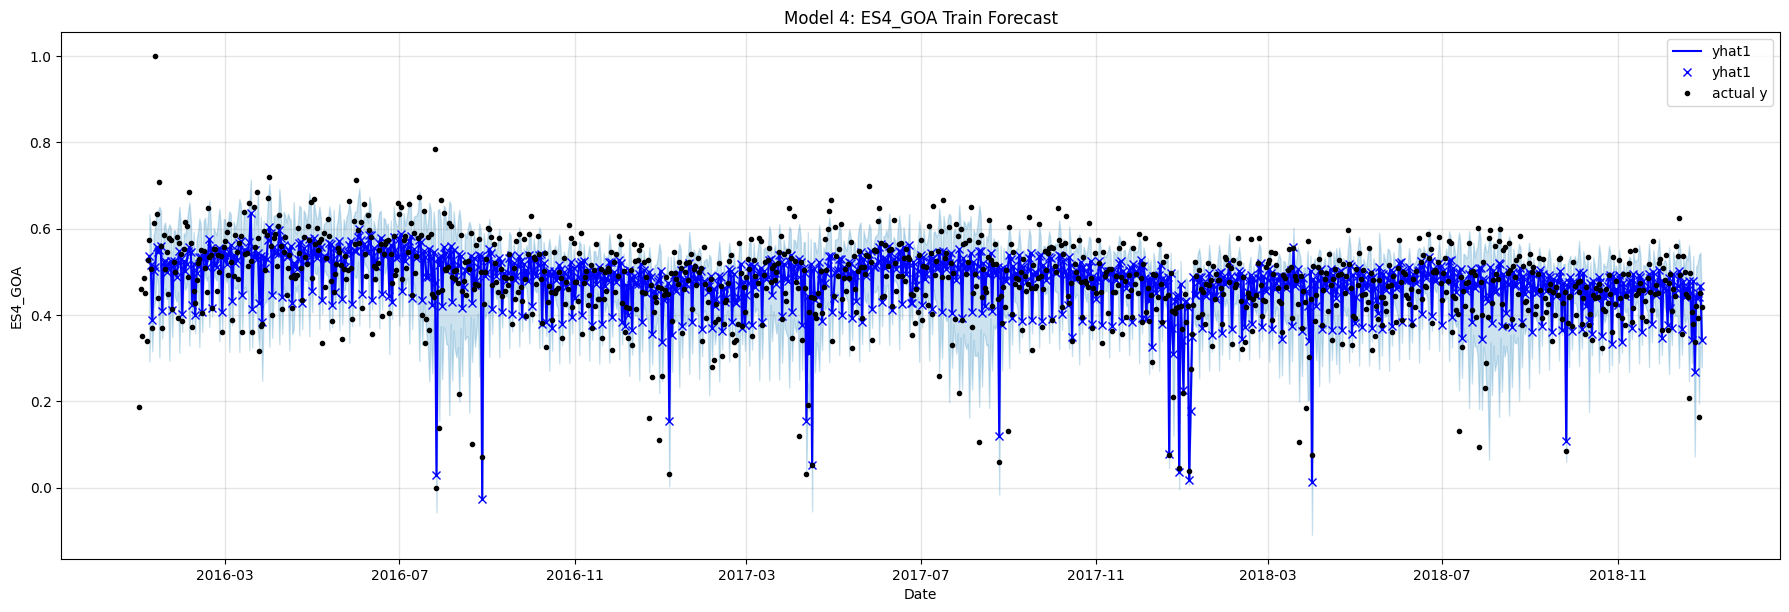 Model 4: ES4_GOA Train Forecast
yhat1
yhat1
actual y
1.0
0.8
0.6
0.4
0.2
0.0
ES4_GOA
2016-03
2016-07
2016-11
2017-03
2017-07
2017-11
2018-03
2018-07
2018-11
Date